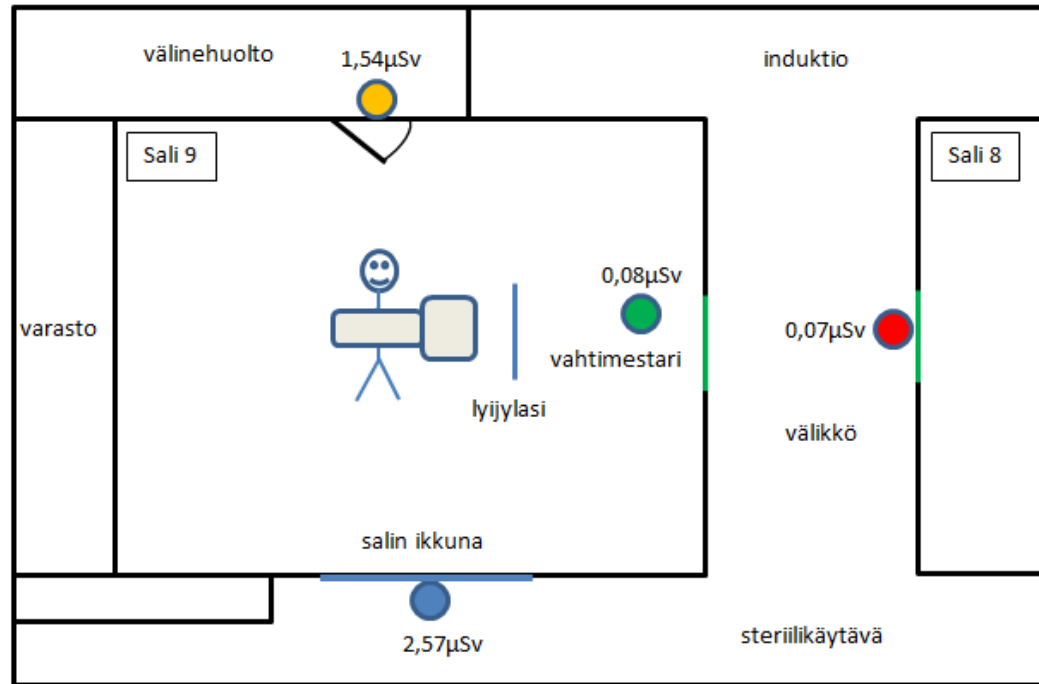 välinehuolto
1,54µSv
induktio
Sali 9
Sali 8
0,08µSv
varasto
0,07µSv
vahtimestari
lyijylasi
välikkö
salin ikkuna
steriilikäytävä
2,57µSv